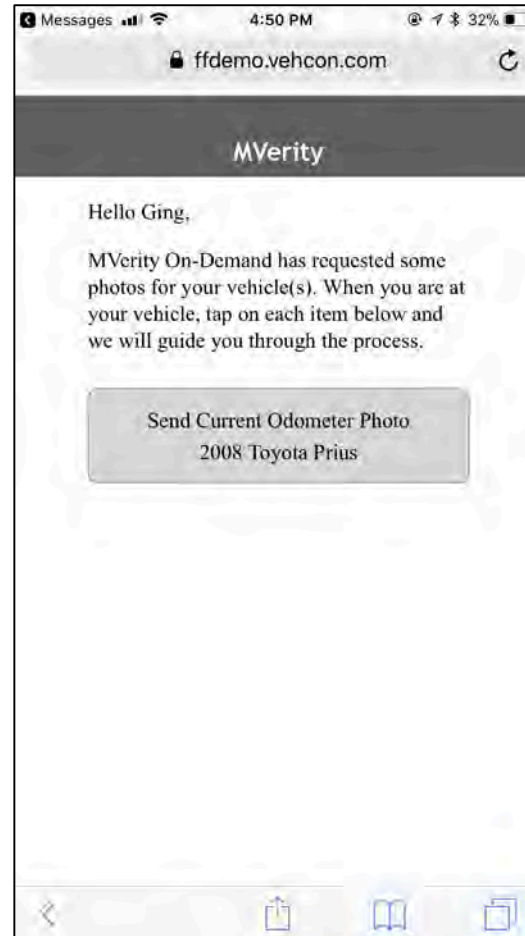 Messages 4:50 PM 32%
ffdemo.vehcon.com
MVerity
Hello Ging,
MVerity On-Demand has requested some
photos for your vehicle(s). When you are at
your vehicle, tap on each item below and
we will guide you through the process.
Send Current Odometer Photo
2008 Toyota Prius